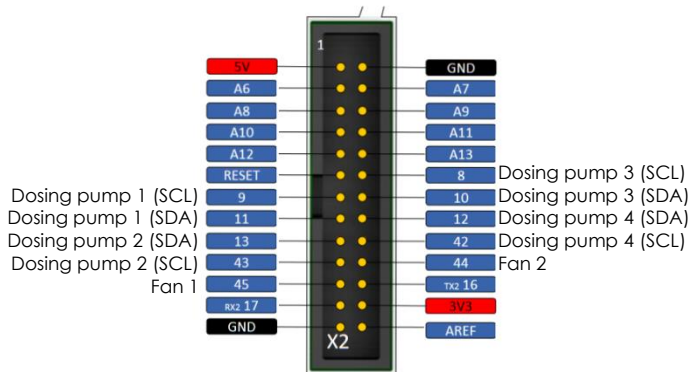 1
5V GND
A6 A7
A8 A9
A10 A11
A12 A13
RESET 8 Dosing pump 3 (SCL)
Dosing pump 1 (SCL) 9 10 Dosing pump 3 (SDA)
Dosing pump 1 (SDA) 11 12 Dosing pump 4 (SDA)
Dosing pump 2 (SDA) 13 42 Dosing pump 4 (SCL)
Dosing pump 2 (SCL) 43 44 Fan 2
Fan 1 45 TX2 16
RX2 17 3V3
GND AREF
X2